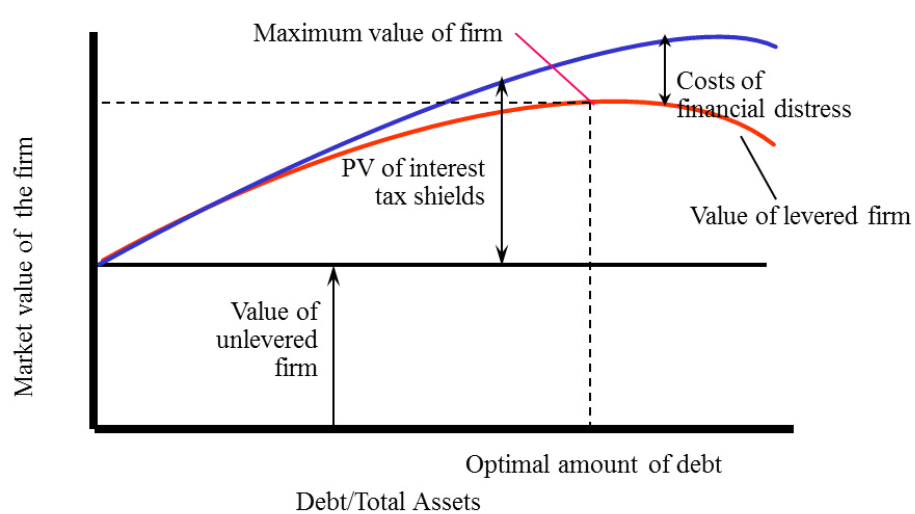 Maximum value of firm
Costs of
financial distress
PV of interest
tax shields
Value of levered firm
Market value of the firm
Value of
unlevered
firm
Optimal amount of debt
Debt/Total Assets